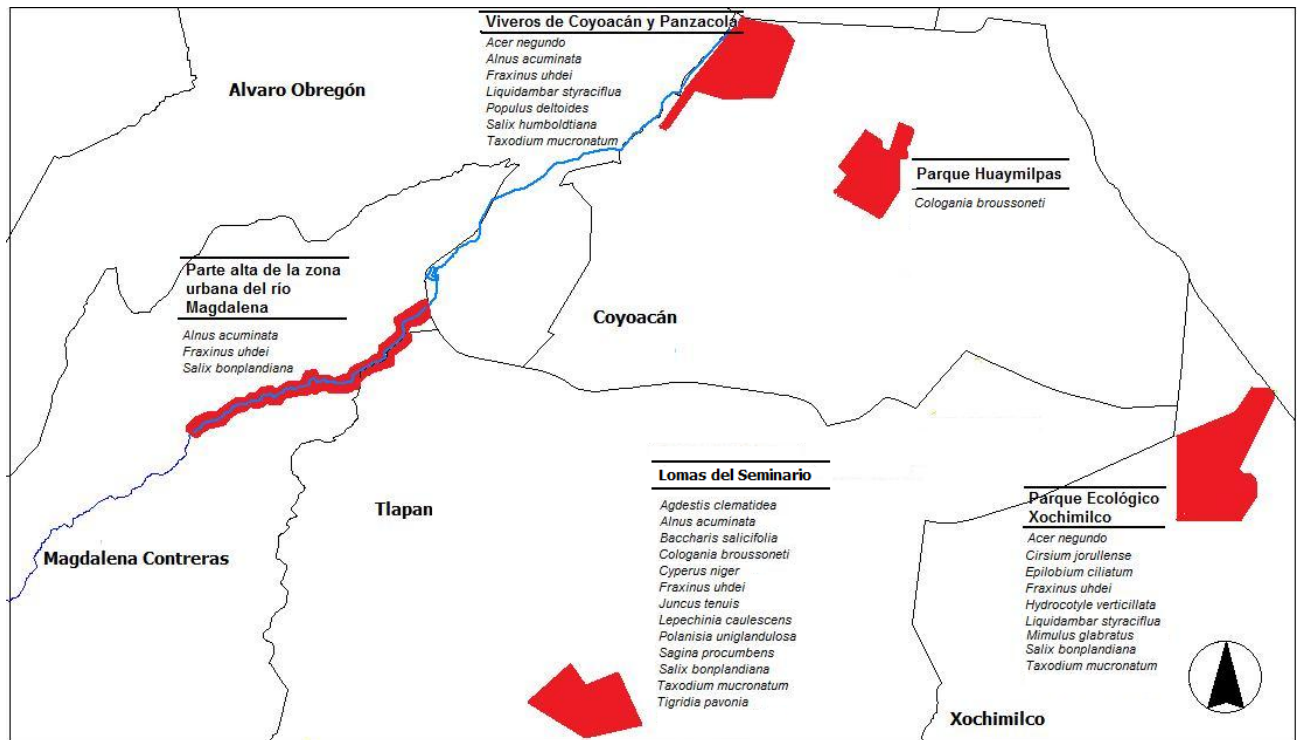 Viveros de Coyoacán y Panzacola
Acer negundo
Alnus acuminata
Fraxinus uhdei
Liquidambar styraciflua
Populus deltoides
Salix humboldtiana
Taxodium mucronatum
Alvaro Obregón
Parque Huaymilpas
Cologania broussoneti
Parte alta de la zona
urbana del río
Magdalena
Alnus acuminata
Fraxinus uhdei
Salix bonplandiana
Coyoacán
Lomas del Seminario
Agdestis clematidea
Alnus acuminata
Baccharis salicifolia
Cologania broussoneti
Cyperus niger
Fraxinus uhdei
Juncus tenuis
Lepechinia caulescens
Polanisia uniglandulosa
Sagina procumbens
Salix bonplandiana
Taxodium mucronatum
Tigridia pavonia
Tlapan
Magdalena Contreras
Parque Ecológico
Xochimilco
Acer negundo
Cirsium jorullense
Epilobium ciliatum
Fraxinus uhdei
Hydrocotyle verticillata
Liquidambar styraciflua
Mimulus glabratus
Salix bonplandiana
Taxodium mucronatum
Xochimilco